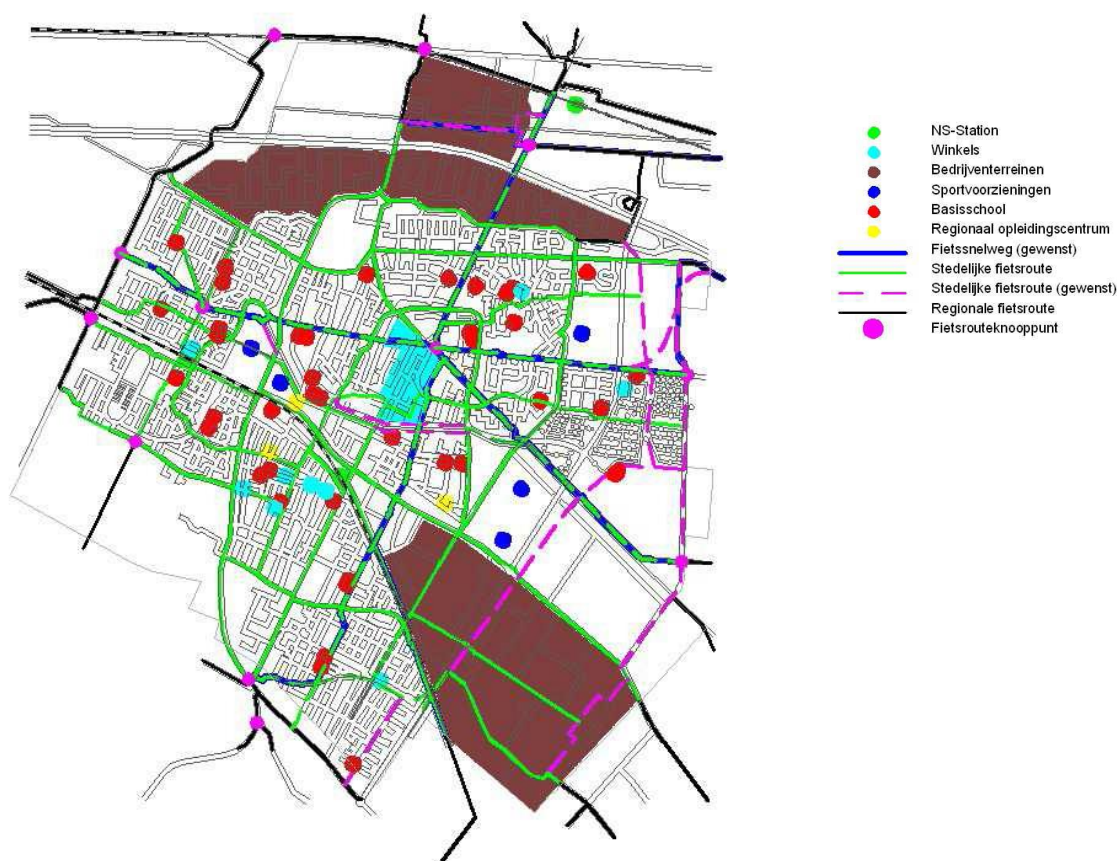 NS-Station
Winkels
Bedrijventerreinen
Sportvoorzieningen
Basisschool
Regionaal opleidingscentrum
Fietssnelweg (gewenst)
Stedelijke fietsroute
Stedelijke fietsroute (gewenst)
Regionale fietsroute
Fietsrouteknooppunt